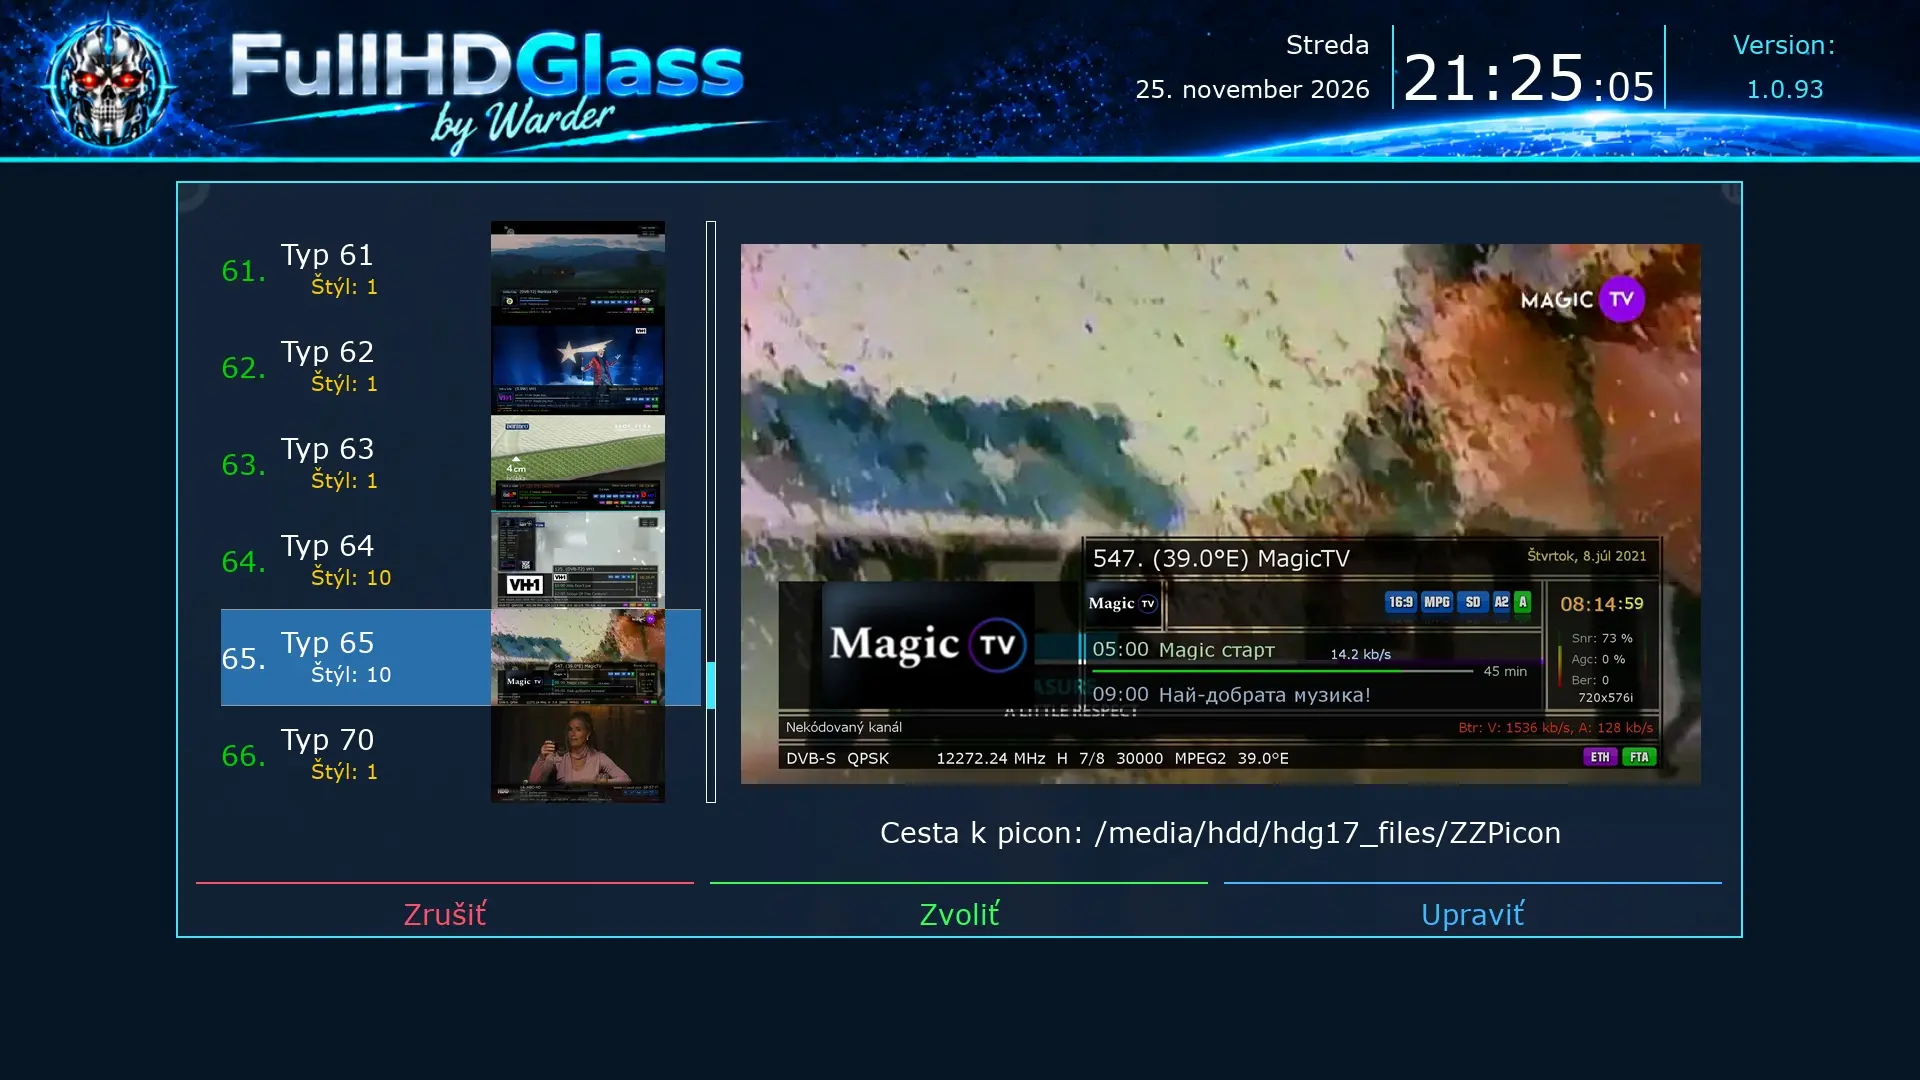 FullHDGlass
by Warder
Streda
25. november 2026
21:25:05
Version:
1.0.93
61. Typ 61
Štýl: 1
62. Typ 62
Štýl: 1
63. Typ 63
Štýl: 1
4cm
64. Typ 64
Štýl: 10
VH1
65. Typ 65
Štýl: 10
66. Typ 70
Štýl: 1
MAGIC TV
547. (39.0°E) MagicTV
Štvrtok, 8.júl 2021
Magic TV
Magic TV
16:9 MPG SD A2 A
08:14:59
05:00 Magic старт
14.2 kb/s
45 min
09:00 Най-добрата музика!
Snr: 73 %
Agc: 0 %
Ber: 0
720x576i
A LITTLE RESPECT
Nekódovaný kanál
Btr: V: 1536 kb/s, A: 128 kb/s
DVB-S QPSK 12272.24 MHz H 7/8 30000 MPEG2 39.0°E
ETH FTA
Cesta k picon: /media/hdd/hdg17_files/ZZPicon
Zrušiť
Zvoliť
Upraviť